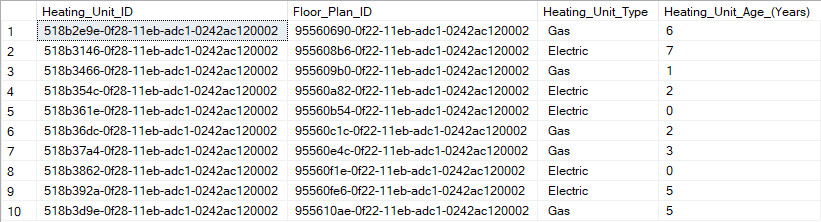 Heating_Unit_ID Floor_Plan_ID Heating_Unit_Type Heating_Unit_Age_(Years)
1 518b2e9e-0f28-11eb-adc1-0242ac120002 95560690-0f22-11eb-adc1-0242ac120002 Gas 6
2 518b3146-0f28-11eb-adc1-0242ac120002 955608b6-0f22-11eb-adc1-0242ac120002 Electric 7
3 518b3466-0f28-11eb-adc1-0242ac120002 955609b0-0f22-11eb-adc1-0242ac120002 Gas 1
4 518b354c-0f28-11eb-adc1-0242ac120002 95560a82-0f22-11eb-adc1-0242ac120002 Electric 2
5 518b361e-0f28-11eb-adc1-0242ac120002 95560b54-0f22-11eb-adc1-0242ac120002 Electric 0
6 518b36dc-0f28-11eb-adc1-0242ac120002 95560c1c-0f22-11eb-adc1-0242ac120002 Gas 2
7 518b37a4-0f28-11eb-adc1-0242ac120002 95560e4c-0f22-11eb-adc1-0242ac120002 Gas 3
8 518b3862-0f28-11eb-adc1-0242ac120002 95560f1e-0f22-11eb-adc1-0242ac120002 Electric 0
9 518b392a-0f28-11eb-adc1-0242ac120002 95560fe6-0f22-11eb-adc1-0242ac120002 Electric 5
10 518b3d9e-0f28-11eb-adc1-0242ac120002 955610ae-0f22-11eb-adc1-0242ac120002 Gas 5